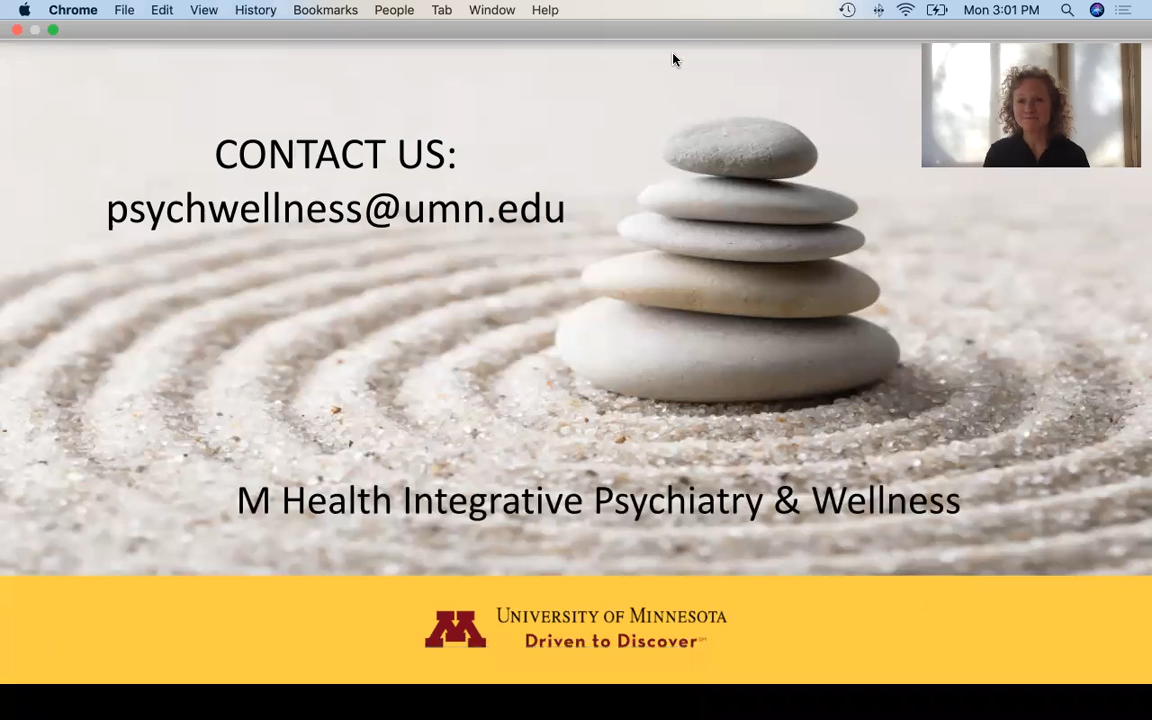 Chrome File Edit View History Bookmarks People Tab Window Help Mon 3:01 PM
CONTACT US:
psychwellness@umn.edu
M Health Integrative Psychiatry & Wellness
M UNIVERSITY OF MINNESOTA
Driven to Discover℠